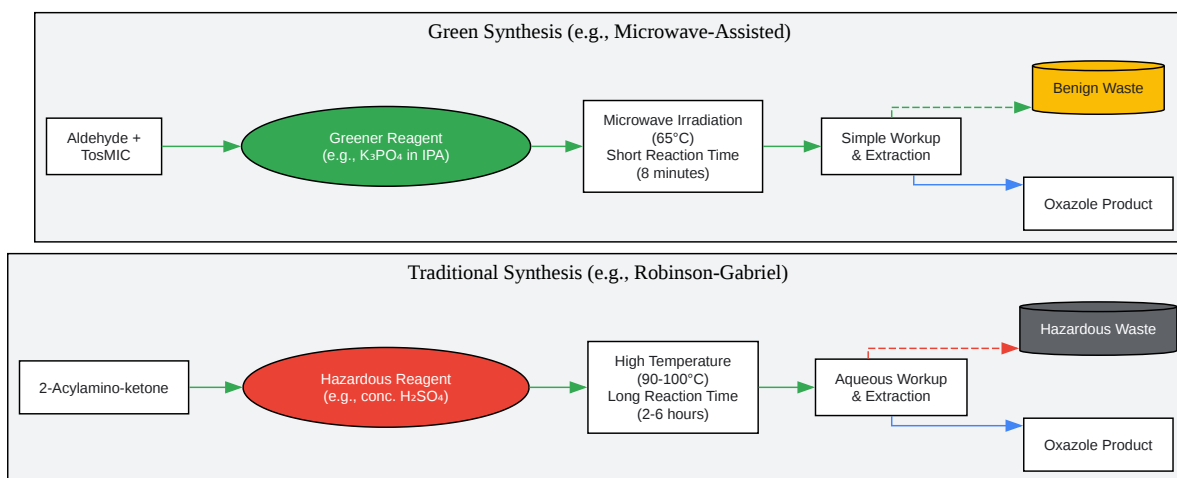 Green Synthesis (e.g., Microwave-Assisted)
Aldehyde +
TosMIC
Greener Reagent
(e.g., K₃PO₄ in IPA)
Microwave Irradiation
(65°C)
Short Reaction Time
(8 minutes)
Simple Workup
& Extraction
Benign Waste
Oxazole Product
Traditional Synthesis (e.g., Robinson-Gabriel)
2-Acylamino-ketone
Hazardous Reagent
(e.g., conc. H₂SO₄)
High Temperature
(90-100°C)
Long Reaction Time
(2-6 hours)
Aqueous Workup
& Extraction
Hazardous Waste
Oxazole Product